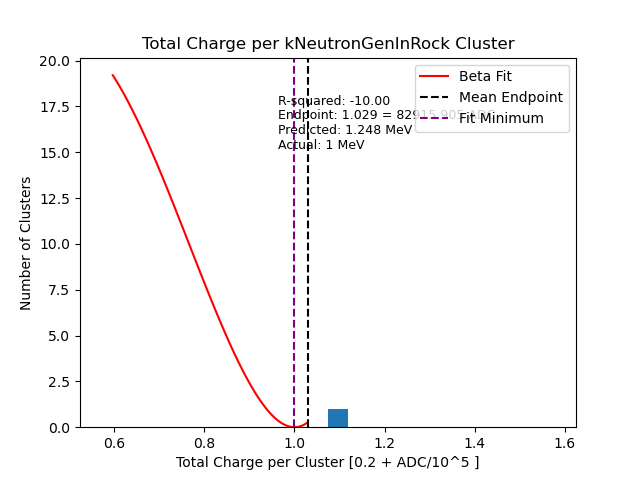 Total Charge per kNeutronGenInRock Cluster
Number of Clusters
20.0
17.5
15.0
12.5
10.0
7.5
5.0
2.5
0.0
R-squared: -10.00
Endpoint: 1.029 = 82915.905 ADC
Predicted: 1.248 MeV
Actual: 1 MeV
Beta Fit
Mean Endpoint
Fit Minimum
0.6 0.8 1.0 1.2 1.4 1.6
Total Charge per Cluster [0.2 + ADC/10^5 ]